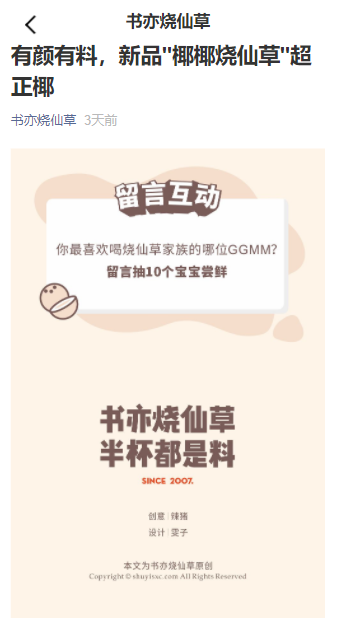 书亦烧仙草
有颜有料，新品"椰椰烧仙草"超
正椰
书亦烧仙草 3天前
留言互动
你最喜欢喝烧仙草家族的哪位GGMM？
留言抽10个宝宝尝鲜
书亦烧仙草
半杯都是料
SINCE 2007.
创意 | 辣猪
设计 | 雯子
本文为书亦烧仙草原创
Copyright © shuyisxc.com All Rights Reserved